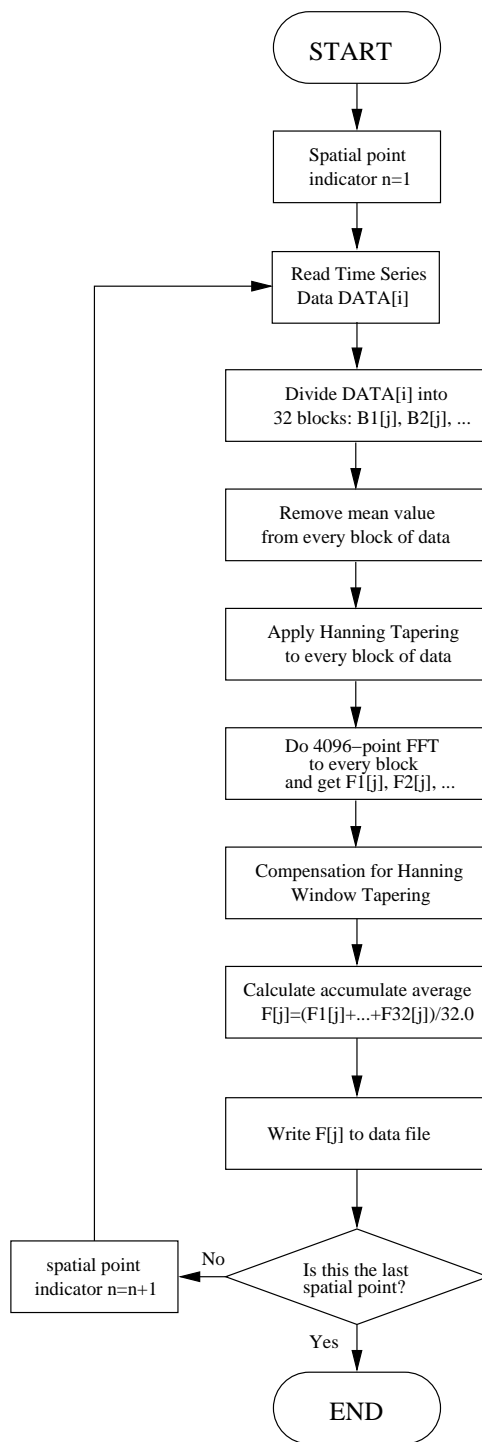 START
Spatial point
indicator n=1
Read Time Series
Data DATA[i]
Divide DATA[i] into
32 blocks: B1[j], B2[j], ...
Remove mean value
from every block of data
Apply Hanning Tapering
to every block of data
Do 4096−point FFT
to every block
and get F1[j], F2[j], ...
Compensation for Hanning
Window Tapering
Calculate accumulate average
F[j]=(F1[j]+...+F32[j])/32.0
Write F[j] to data file
Is this the last
spatial point?
No
spatial point
indicator n=n+1
Yes
END